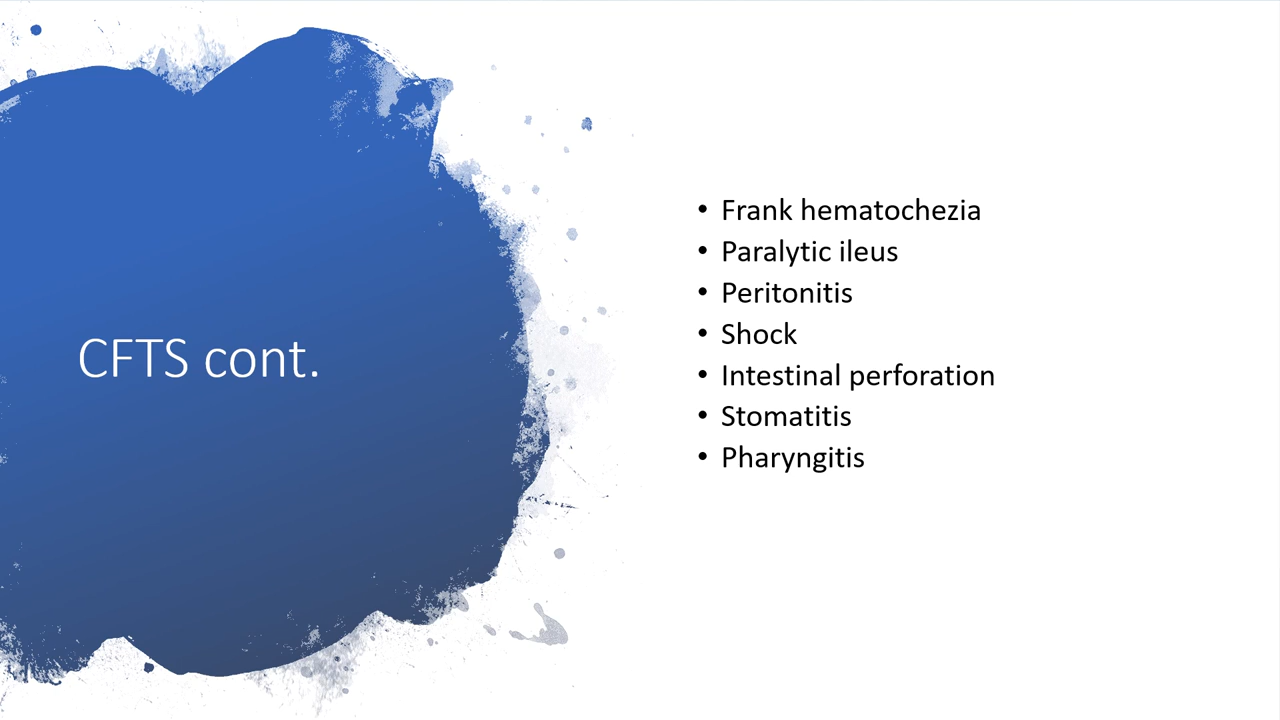 CFTS cont.
• Frank hematochezia
• Paralytic ileus
• Peritonitis
• Shock
• Intestinal perforation
• Stomatitis
• Pharyngitis